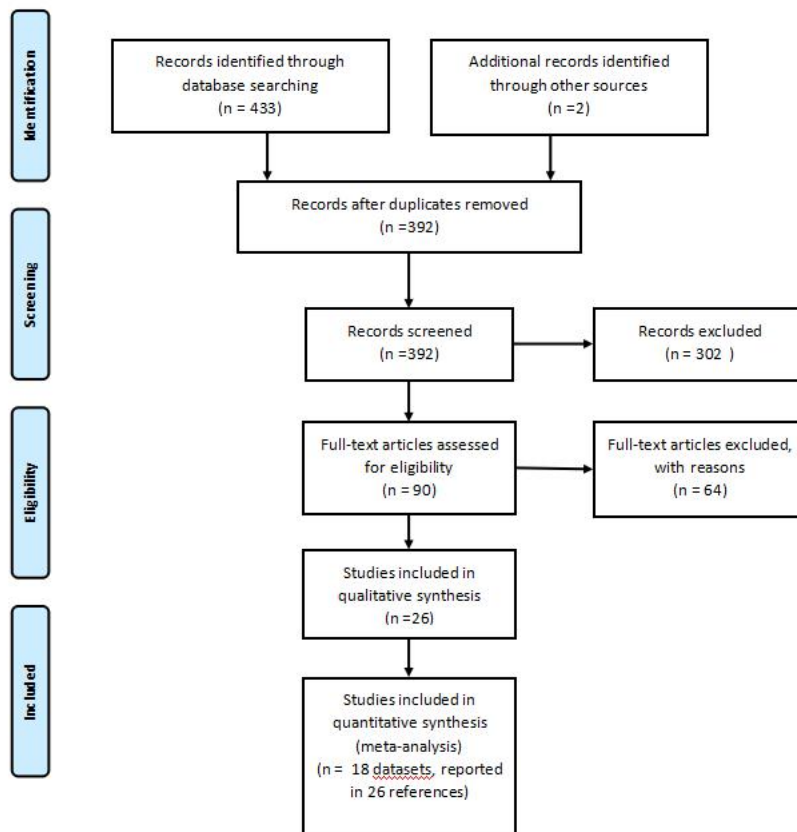 Identification
Records identified through
database searching
(n = 433)
Additional records identified
through other sources
(n =2)
Records after duplicates removed
(n =392)
Screening
Records screened
(n =392)
Records excluded
(n = 302 )
Eligibility
Full-text articles assessed
for eligibility
(n = 90)
Full-text articles excluded,
with reasons
(n = 64)
Studies included in
qualitative synthesis
(n =26)
Included
Studies included in
quantitative synthesis
(meta-analysis)
(n = 18 datasets, reported
in 26 references)